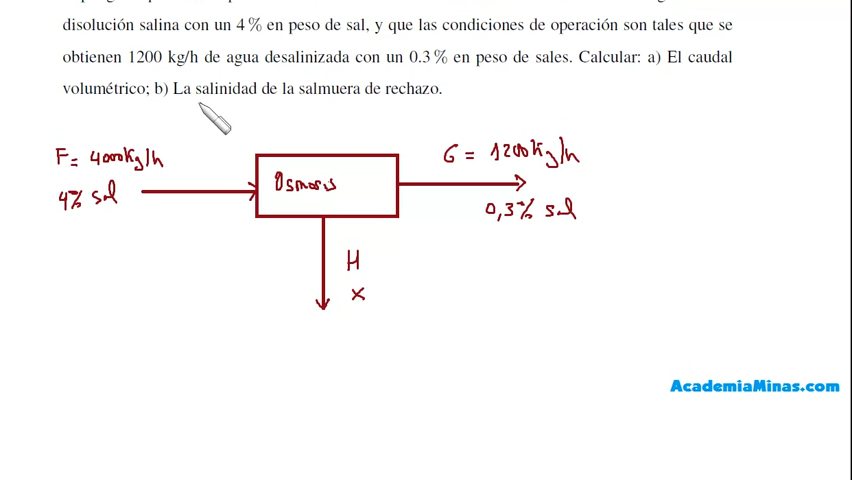 disolución salina con un 4 % en peso de sal, y que las condiciones de operación son tales que se
obtienen 1200 kg/h de agua desalinizada con un 0.3 % en peso de sales. Calcular: a) El caudal
volumétrico; b) La salinidad de la salmuera de rechazo.
F = 4000 kg/h
4% sal
Osmosis
G = 1200 kg/h
0,3% sal
H
x
AcademiaMinas.com